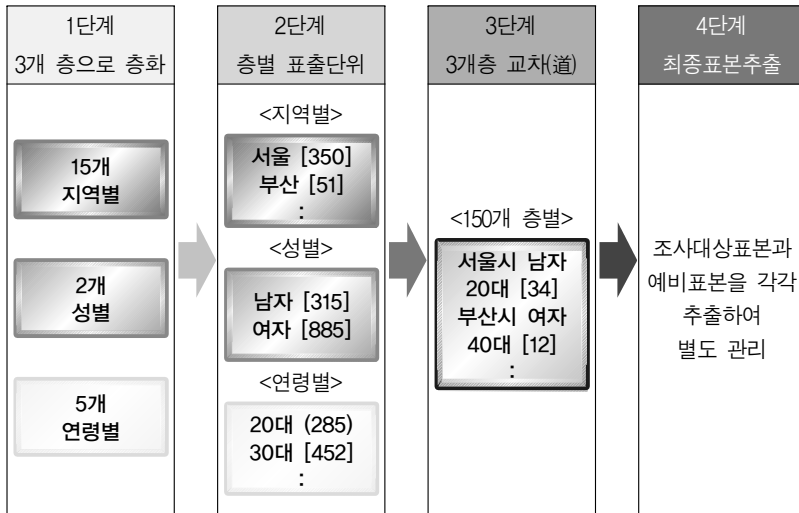 1단계
3개 층으로 층화
15개
지역별
2개
성별
5개
연령별
2단계
층별 표출단위
<지역별>
서울 [350]
부산 [51]
:
<성별>
남자 [315]
여자 [885]
<연령별>
20대 (285)
30대 [452]
:
3단계
3개층 교차(道)
<150개 층별>
서울시 남자
20대 [34]
부산시 여자
40대 [12]
:
4단계
최종표본추출
조사대상표본과
예비표본을 각각
추출하여
별도 관리